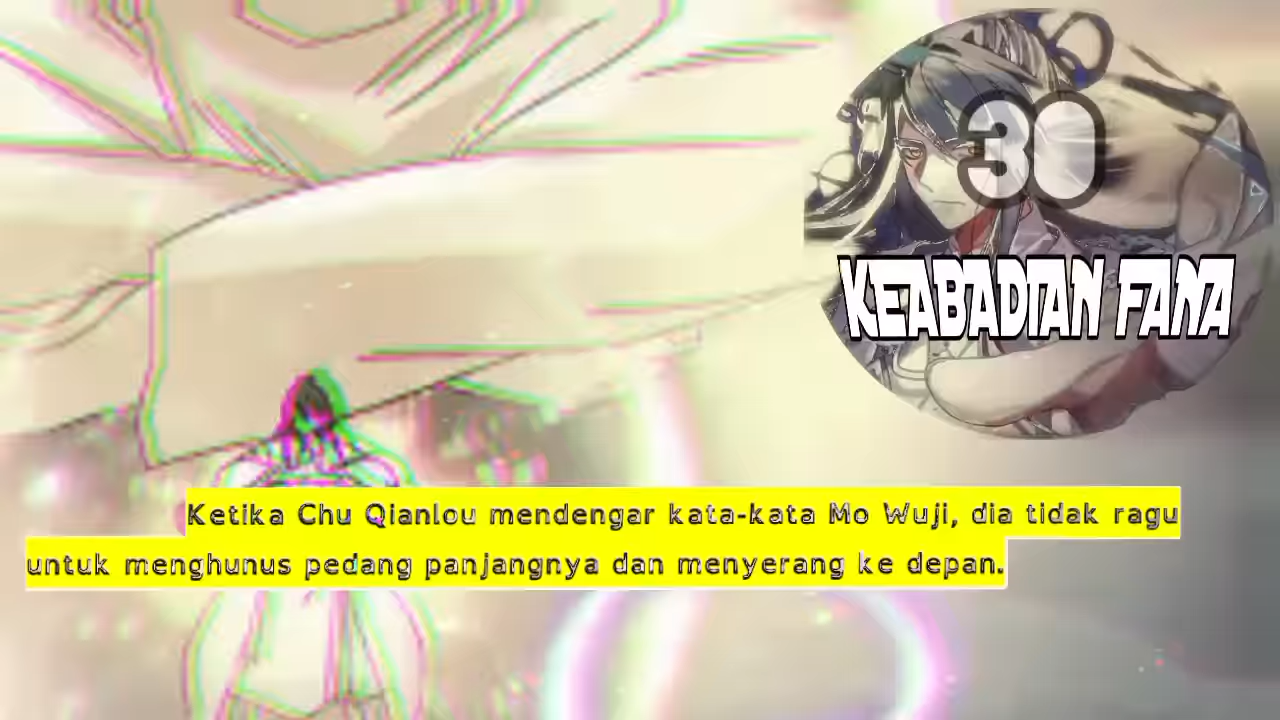 30
KEABADIAN FANA
Ketika Chu Qianlou mendengar kata-kata Mo Wuji, dia tidak ragu
untuk menghunus pedang panjangnya dan menyerang ke depan.